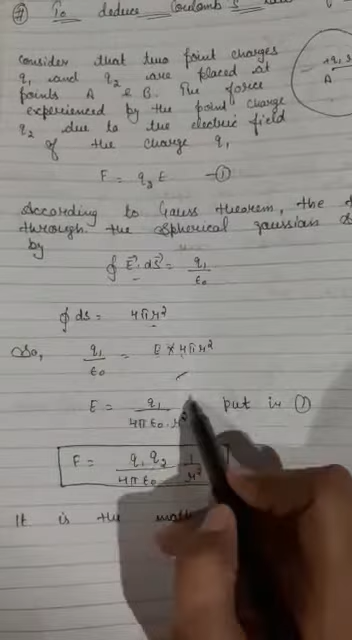 # To deduce Coulomb's
Consider that two point charges
q₁ and q₂ are placed at
points A & B. The force
experienced by the point charge
q₂ due to the electric field
of the charge q₁
+q₁
A
F = q₂ E —①
According to Gauss theorem, the
through the spherical gaussian
by
∮ E⃗.ds⃗ = q₁/ε₀
∮ ds = 4πr²
So, q₁/ε₀ = E × 4πr²
E = q₁/4πε₀.r² put in ①
F = q₁q₂/4πε₀ 1/r²
It is the